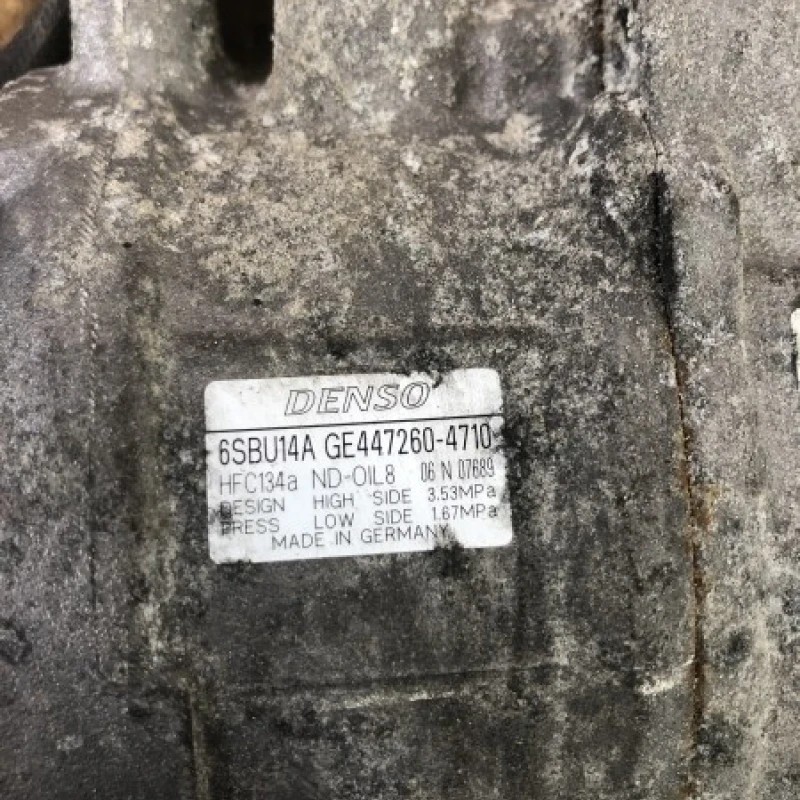 DENSO
6SBU14A GE447260-4710
HFC134a ND-OIL8 06 N 07689
DESIGN HIGH SIDE 3.53MPa
PRESS LOW SIDE 1.67MPa
MADE IN GERMANY